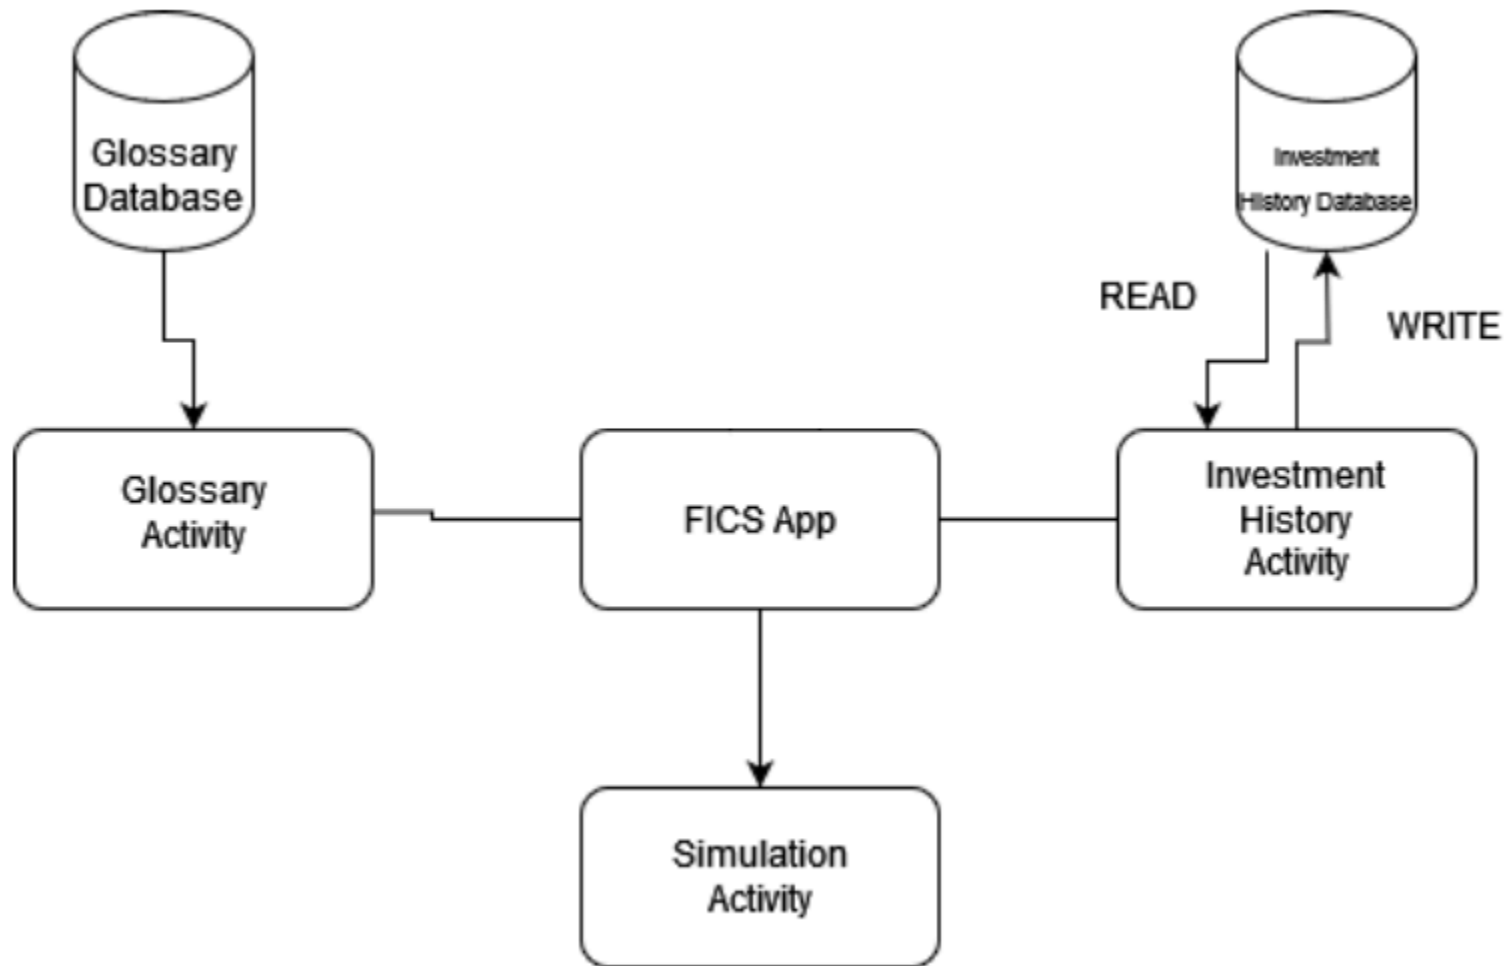 Glossary
Database
Investment
History Database
READ
WRITE
Glossary
Activity
FICS App
Investment
History
Activity
Simulation
Activity